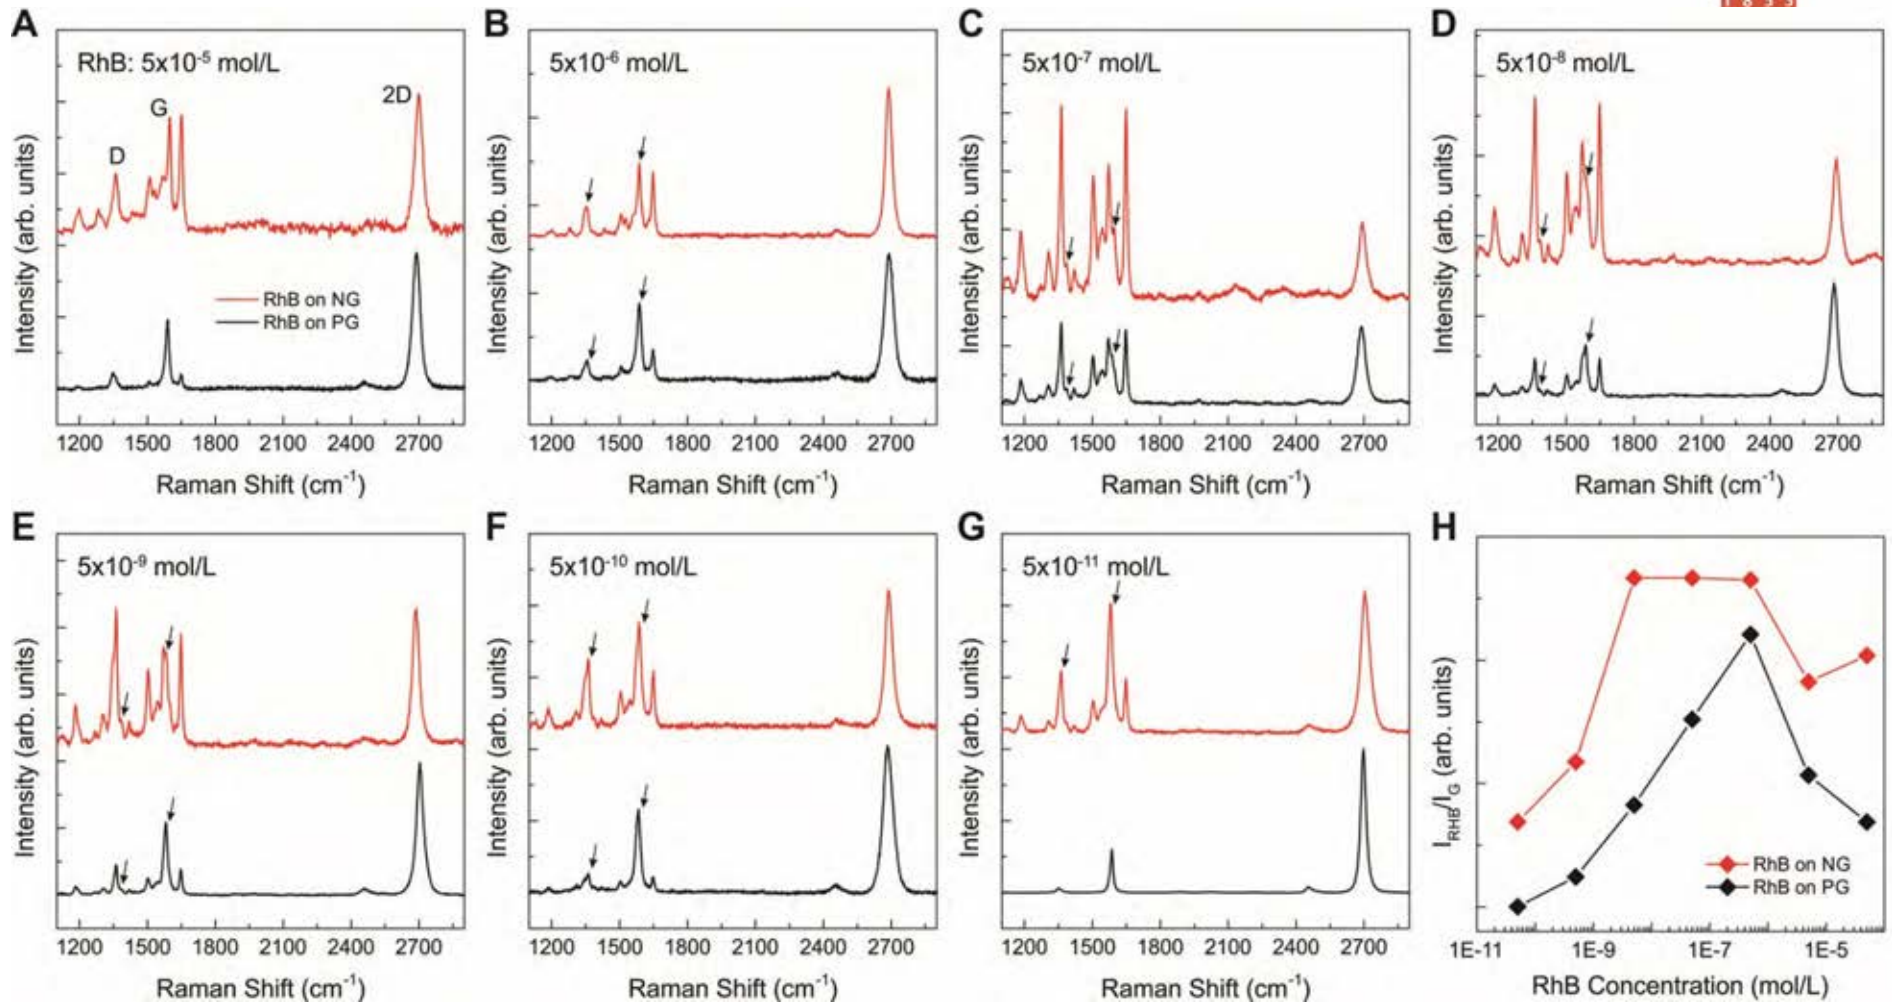 1 8 3 3
A
RhB: 5x10⁻⁵ mol/L
D
G
2D
RhB on NG
RhB on PG
Intensity (arb. units)
1200 1500 1800 2100 2400 2700
Raman Shift (cm⁻¹)
B
5x10⁻⁶ mol/L
Intensity (arb. units)
1200 1500 1800 2100 2400 2700
Raman Shift (cm⁻¹)
C
5x10⁻⁷ mol/L
Intensity (arb. units)
1200 1500 1800 2100 2400 2700
Raman Shift (cm⁻¹)
D
5x10⁻⁸ mol/L
Intensity (arb. units)
1200 1500 1800 2100 2400 2700
Raman Shift (cm⁻¹)
E
5x10⁻⁹ mol/L
Intensity (arb. units)
1200 1500 1800 2100 2400 2700
Raman Shift (cm⁻¹)
F
5x10⁻¹⁰ mol/L
Intensity (arb. units)
1200 1500 1800 2100 2400 2700
Raman Shift (cm⁻¹)
G
5x10⁻¹¹ mol/L
Intensity (arb. units)
1200 1500 1800 2100 2400 2700
Raman Shift (cm⁻¹)
H
I_RHB/I_G (arb. units)
RhB on NG
RhB on PG
1E-11 1E-9 1E-7 1E-5
RhB Concentration (mol/L)